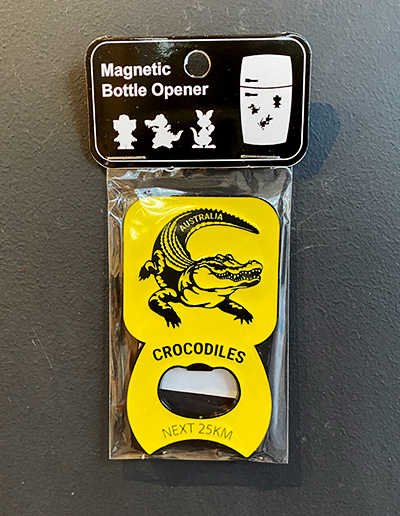 Magnetic
Bottle Opener
AUSTRALIA
CROCODILES
NEXT 25KM